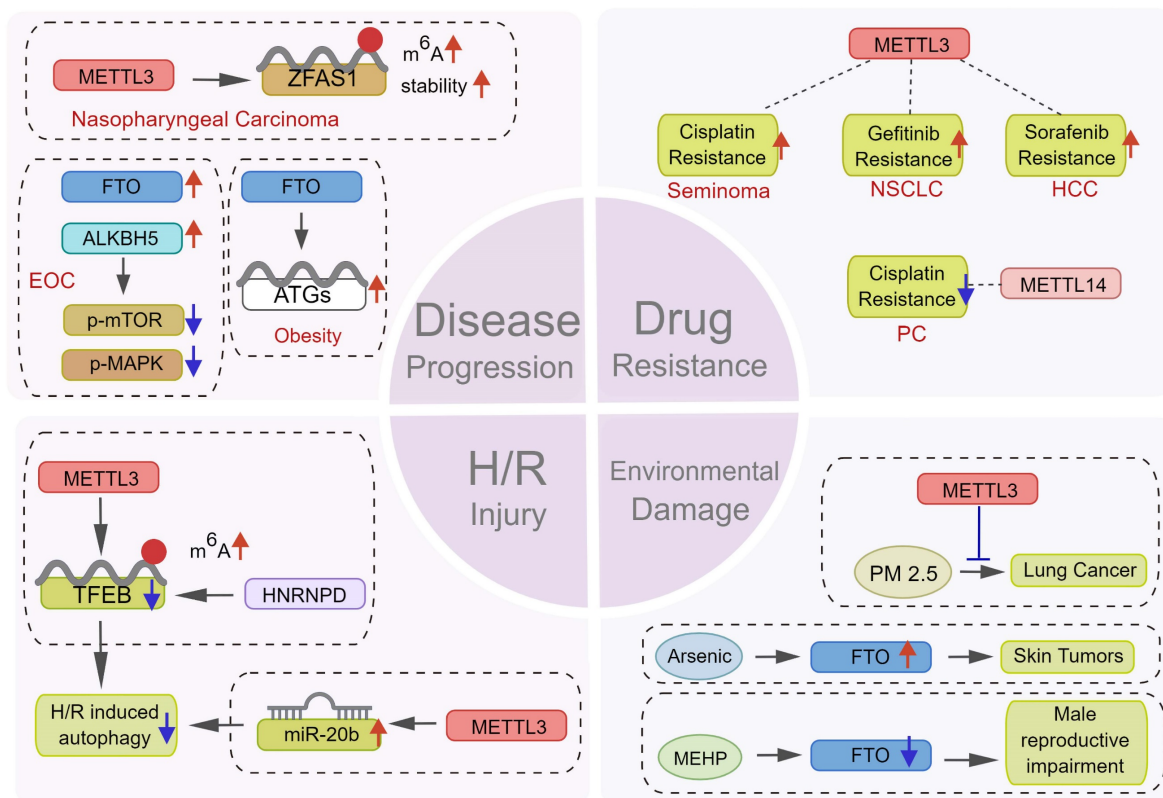 METTL3
ZFAS1
m6A
stability
Nasopharyngeal Carcinoma
FTO
ALKBH5
EOC
p-mTOR
p-MAPK
FTO
ATGs
Obesity
METTL3
Cisplatin
Resistance
Seminoma
Gefitinib
Resistance
NSCLC
Sorafenib
Resistance
HCC
Cisplatin
Resistance
PC
METTL14
Disease
Progression
Drug
Resistance
H/R
Injury
Environmental
Damage
METTL3
m6A
TFEB
HNRNPD
H/R induced
autophagy
miR-20b
METTL3
METTL3
PM 2.5
Lung Cancer
Arsenic
FTO
Skin Tumors
MEHP
FTO
Male
reproductive
impairment